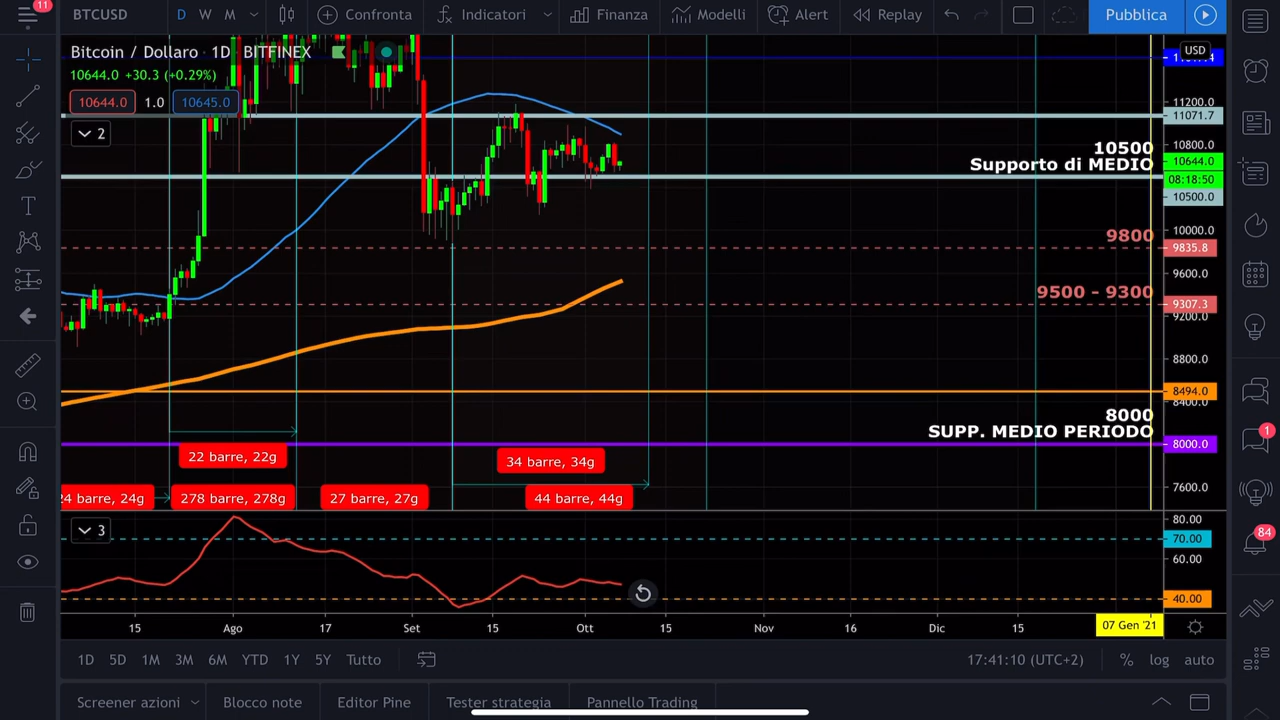 11
BTCUSD
D W M
Confronta
Indicatori
Finanza
Modelli
Alert
Replay
Pubblica
Bitcoin / Dollaro · 1D · BITFINEX
USD
10644.0 +30.3 (+0.29%)
10644.0 1.0 10645.0
2
11200.0
11071.7
10800.0
10500
Supporto di MEDIO
10644.0
08:18:50
10500.0
10000.0
9800
9835.8
9600.0
9500 - 9300
9307.3
9200.0
8800.0
8494.0
8400.0
8000
SUPP. MEDIO PERIODO
8000.0
1
22 barre, 22g
34 barre, 34g
24 barre, 24g
278 barre, 278g
27 barre, 27g
44 barre, 44g
7600.0
3
80.00
70.00
60.00
40.00
84
15 Ago 17 Set 15 Ott 15 Nov 16 Dic 15 07 Gen '21
1D 5D 1M 3M 6M YTD 1Y 5Y Tutto
17:41:10 (UTC+2) % log auto
Screener azioni
Blocco note
Editor Pine
Tester strategia
Pannello Trading